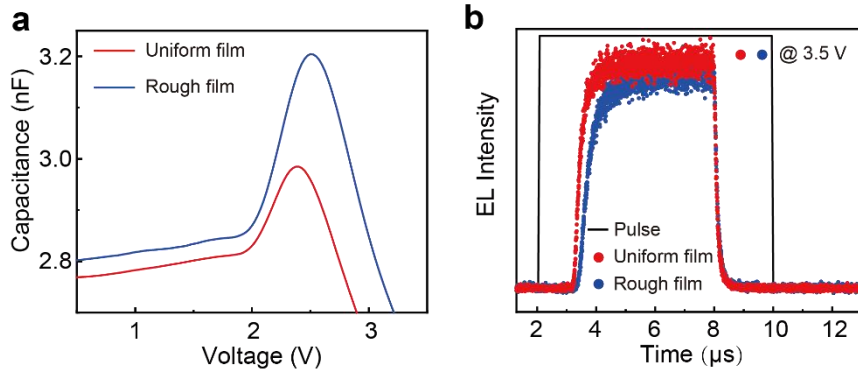 a
Capacitance (nF)
3.2
3.0
2.8
Uniform film
Rough film
1
2
3
Voltage (V)
b
EL Intensity
@ 3.5 V
Pulse
Uniform film
Rough film
2
4
6
8
10
12
Time (μs)